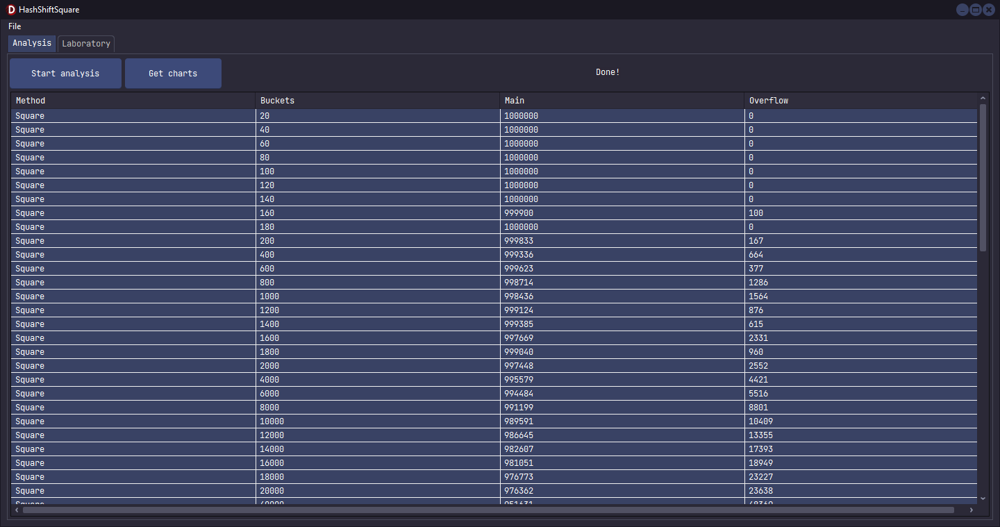 HashShiftSquare
File
Analysis Laboratory
Start analysis Get charts Done!
Method Buckets Main Overflow
Square 20 1000000 0
Square 40 1000000 0
Square 60 1000000 0
Square 80 1000000 0
Square 100 1000000 0
Square 120 1000000 0
Square 140 1000000 0
Square 160 999900 100
Square 180 1000000 0
Square 200 999833 167
Square 400 999336 664
Square 600 999623 377
Square 800 998714 1286
Square 1000 998436 1564
Square 1200 999124 876
Square 1400 999385 615
Square 1600 997669 2331
Square 1800 999040 960
Square 2000 997448 2552
Square 4000 995579 4421
Square 6000 994484 5516
Square 8000 991199 8801
Square 10000 989591 10409
Square 12000 986645 13355
Square 14000 982607 17393
Square 16000 981051 18949
Square 18000 976773 23227
Square 20000 976362 23638
Square 40000